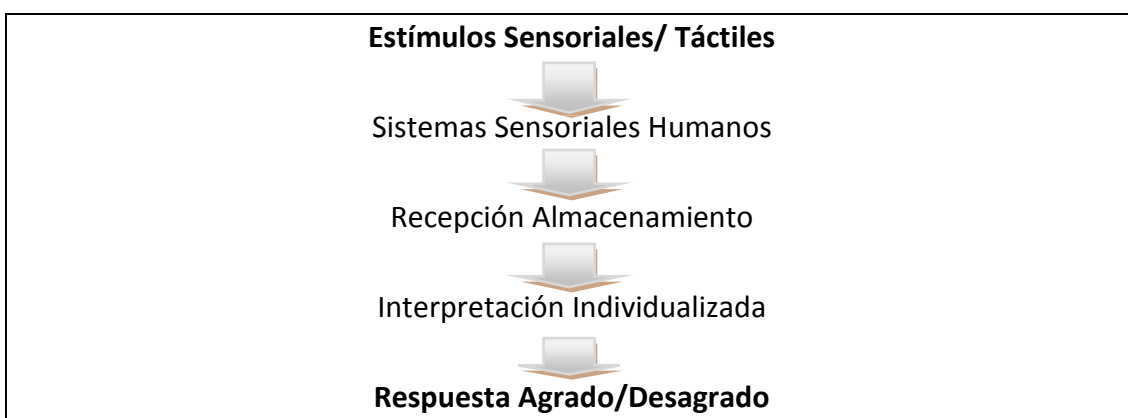 Estímulos Sensoriales/ Táctiles
Sistemas Sensoriales Humanos
Recepción Almacenamiento
Interpretación Individualizada
Respuesta Agrado/Desagrado